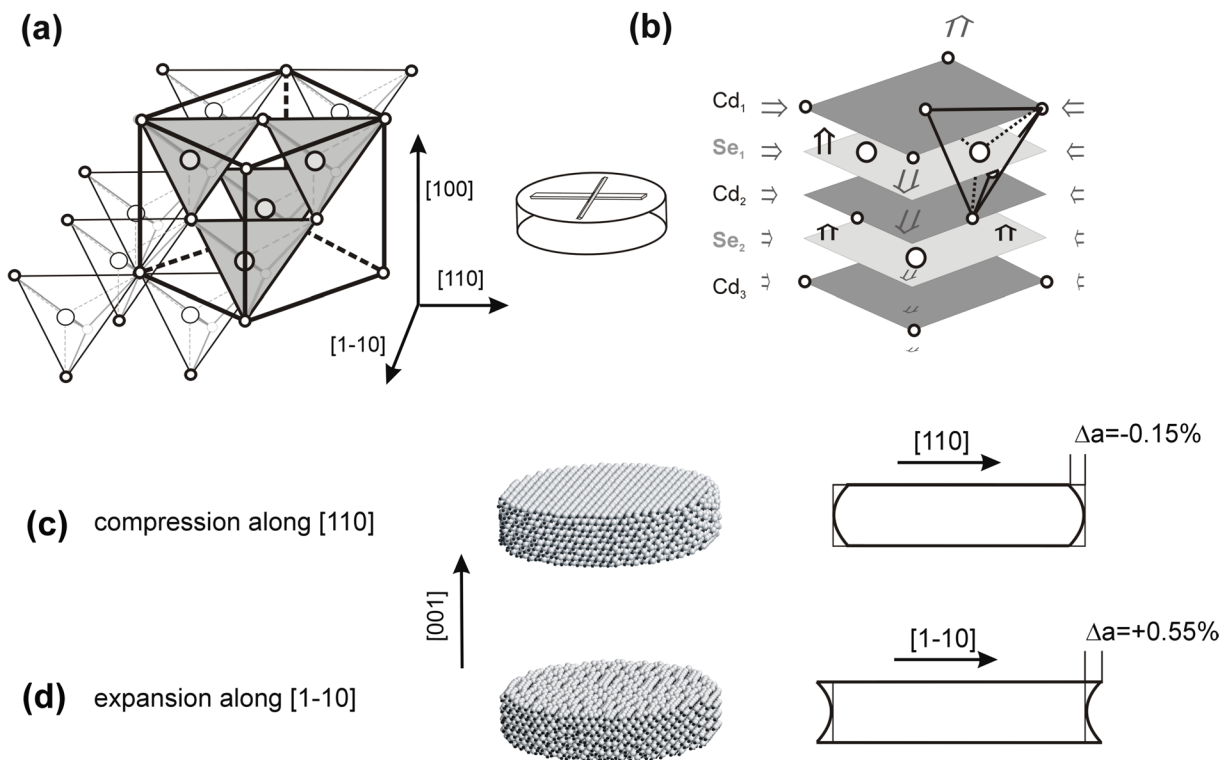 (a)
[100]
[110]
[1-10]
(b)
Cd1
Se1
Cd2
Se2
Cd3
(c) compression along [110]
[110]
Δa=-0.15%
[001]
(d) expansion along [1-10]
[1-10]
Δa=+0.55%